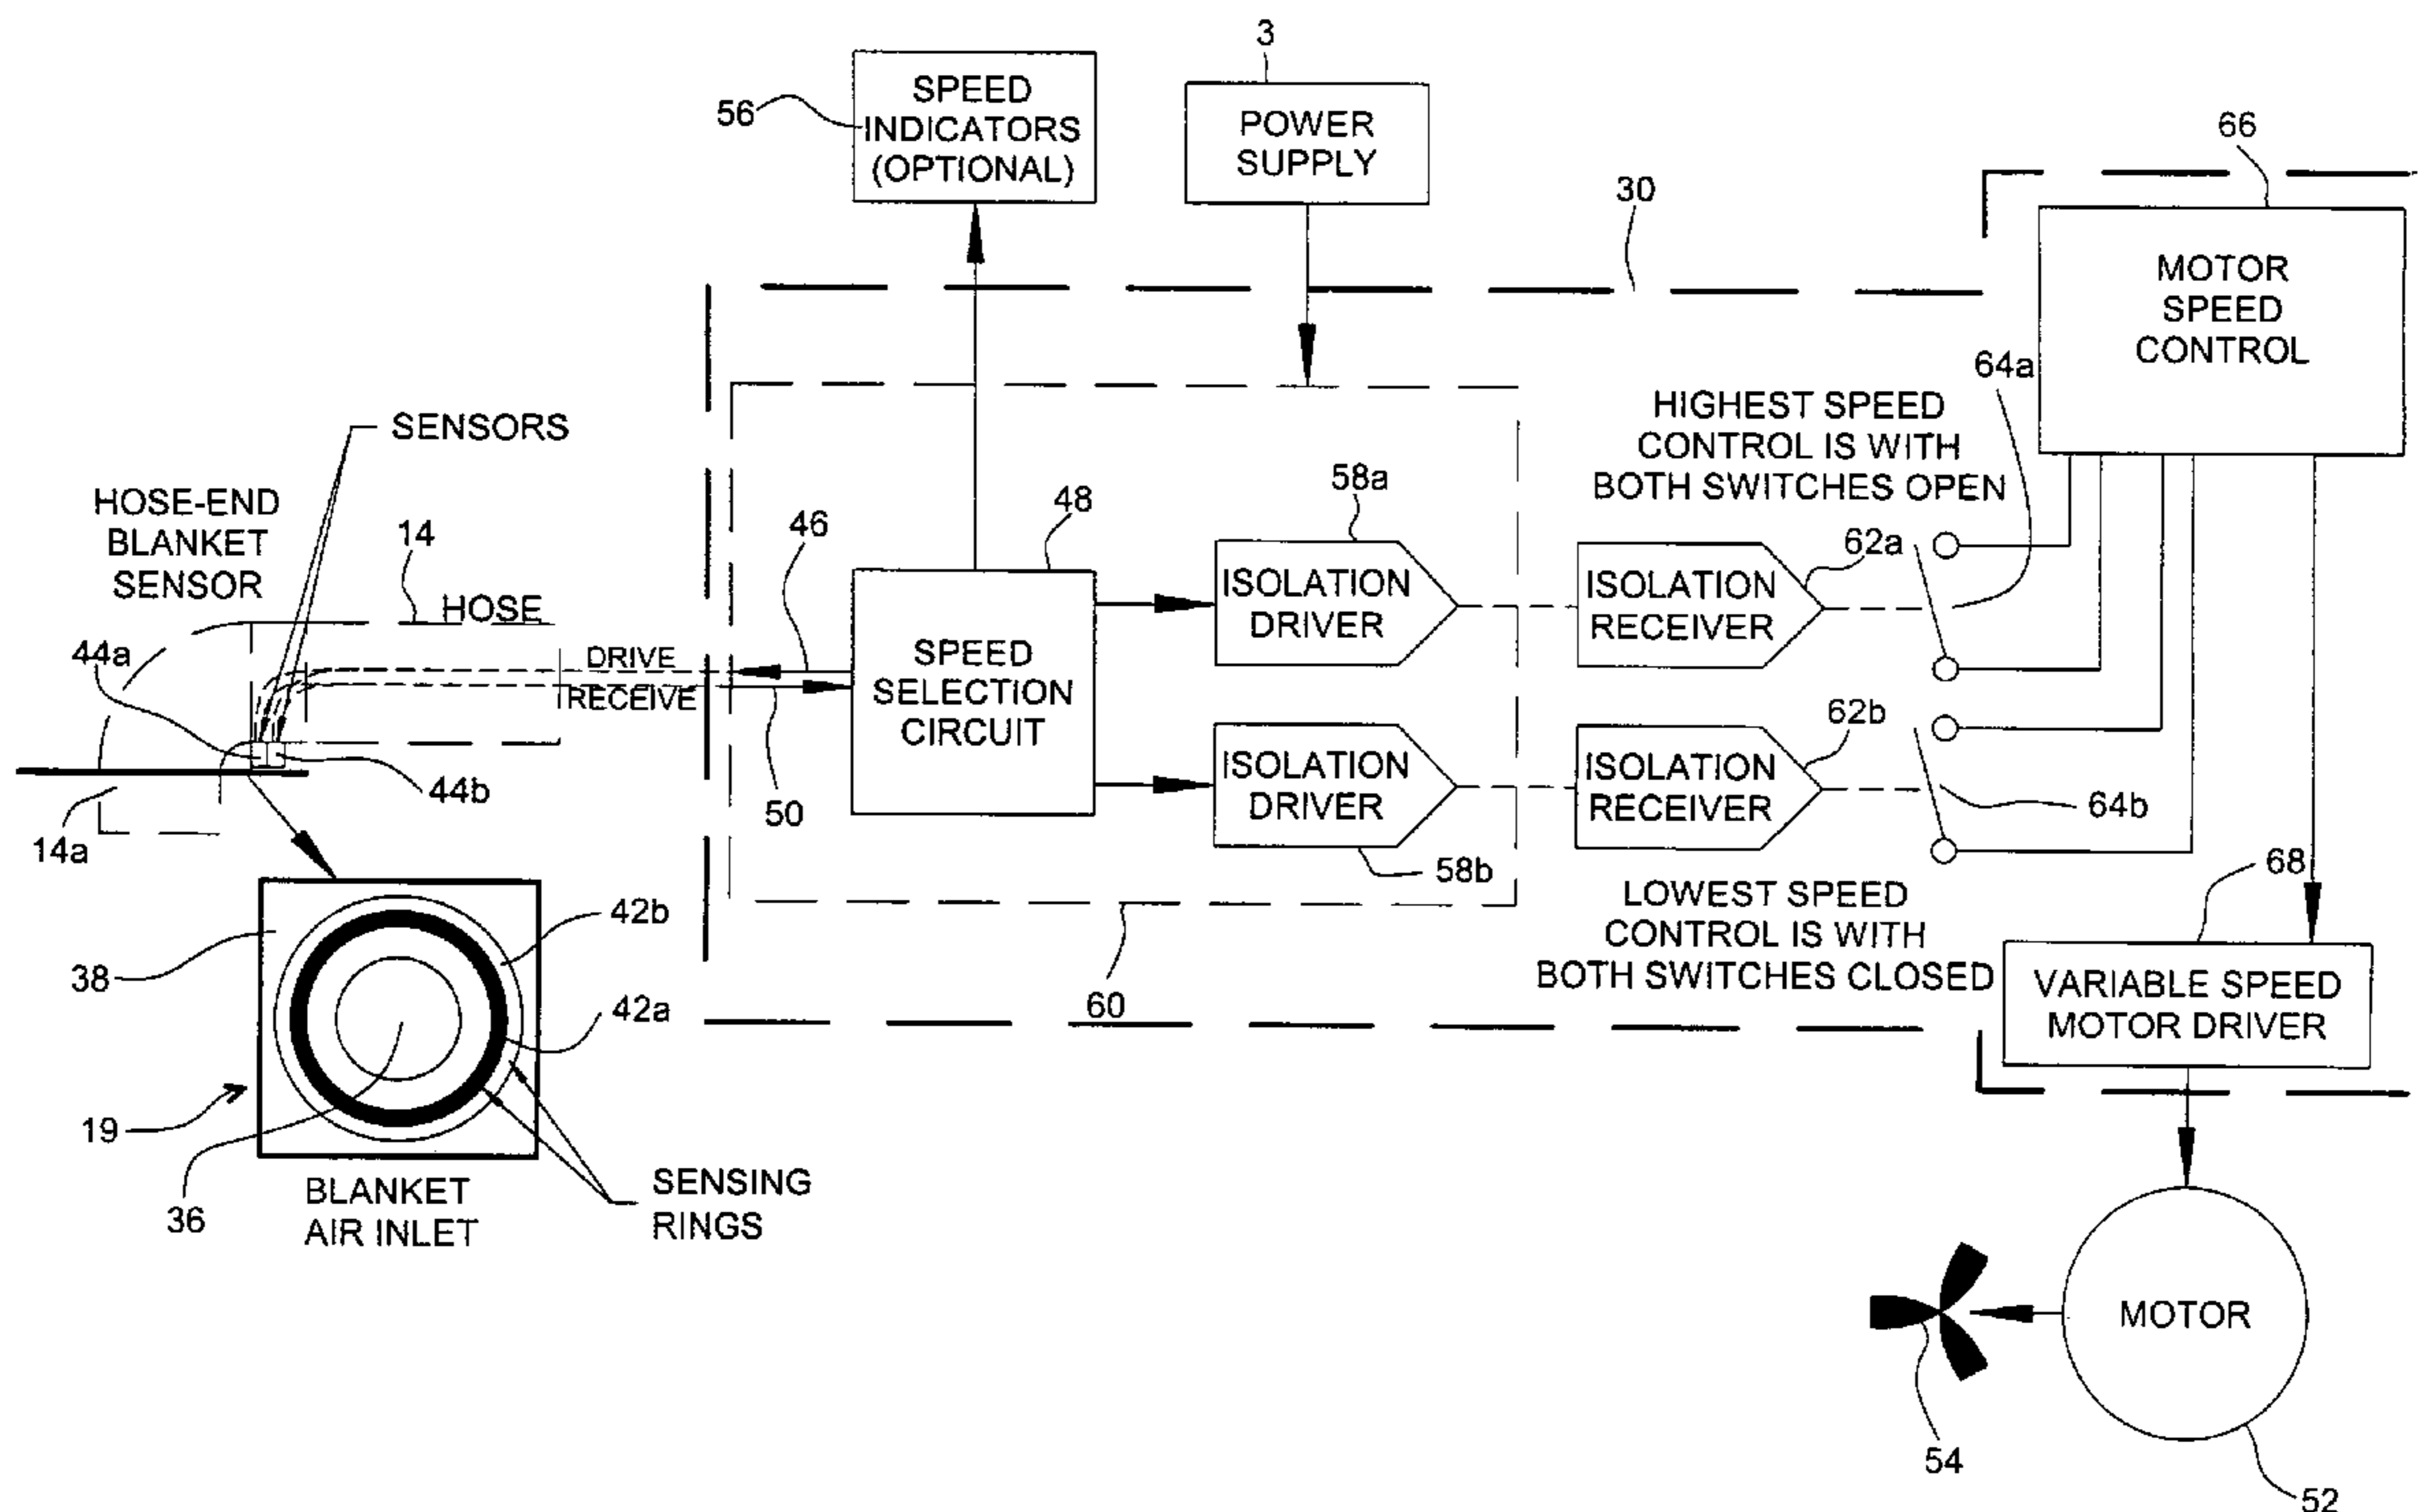 3
SPEED
INDICATORS
(OPTIONAL)
56
POWER
SUPPLY
66
30
MOTOR
SPEED
CONTROL
64a
HIGHEST SPEED
CONTROL IS WITH
BOTH SWITCHES OPEN
SENSORS
HOSE-END
BLANKET
SENSOR
14
HOSE
46
48
58a
62a
ISOLATION
DRIVER
ISOLATION
RECEIVER
44a
DRIVE
RECEIVE
SPEED
SELECTION
CIRCUIT
62b
44b
50
ISOLATION
DRIVER
ISOLATION
RECEIVER
64b
14a
58b
68
LOWEST SPEED
CONTROL IS WITH
BOTH SWITCHES CLOSED
42b
38
42a
60
VARIABLE SPEED
MOTOR DRIVER
19
36
BLANKET
AIR INLET
SENSING
RINGS
MOTOR
54
52